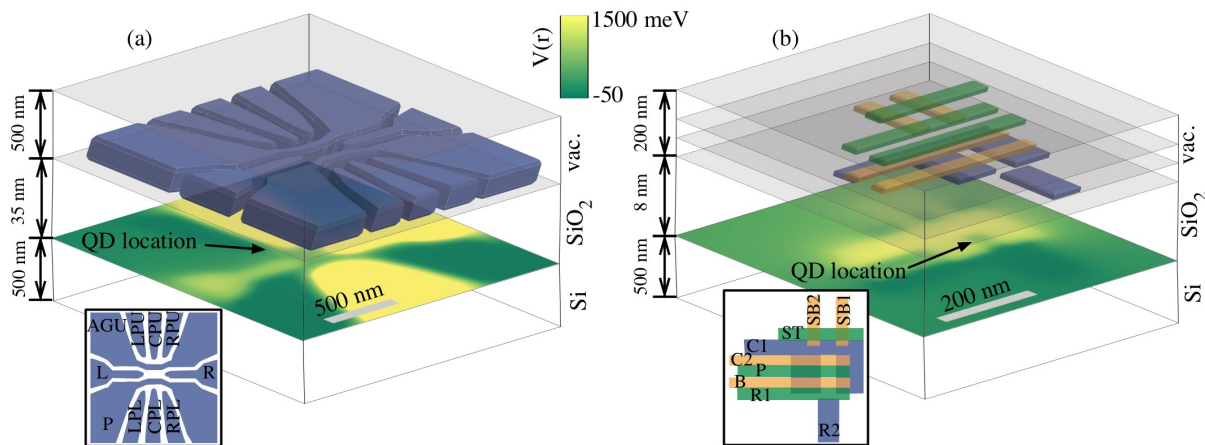 (a)
1500 meV
V(r)
-50
(b)
500 nm
35 nm
500 nm
vac.
SiO2
Si
QD location
500 nm
AGU
LPU
CPU
RPU
L
R
P
LPL
CPL
RPL
200 nm
8 nm
500 nm
vac.
SiO2
Si
QD location
200 nm
SB2
SB1
ST
C1
C2
P
B
R1
R2